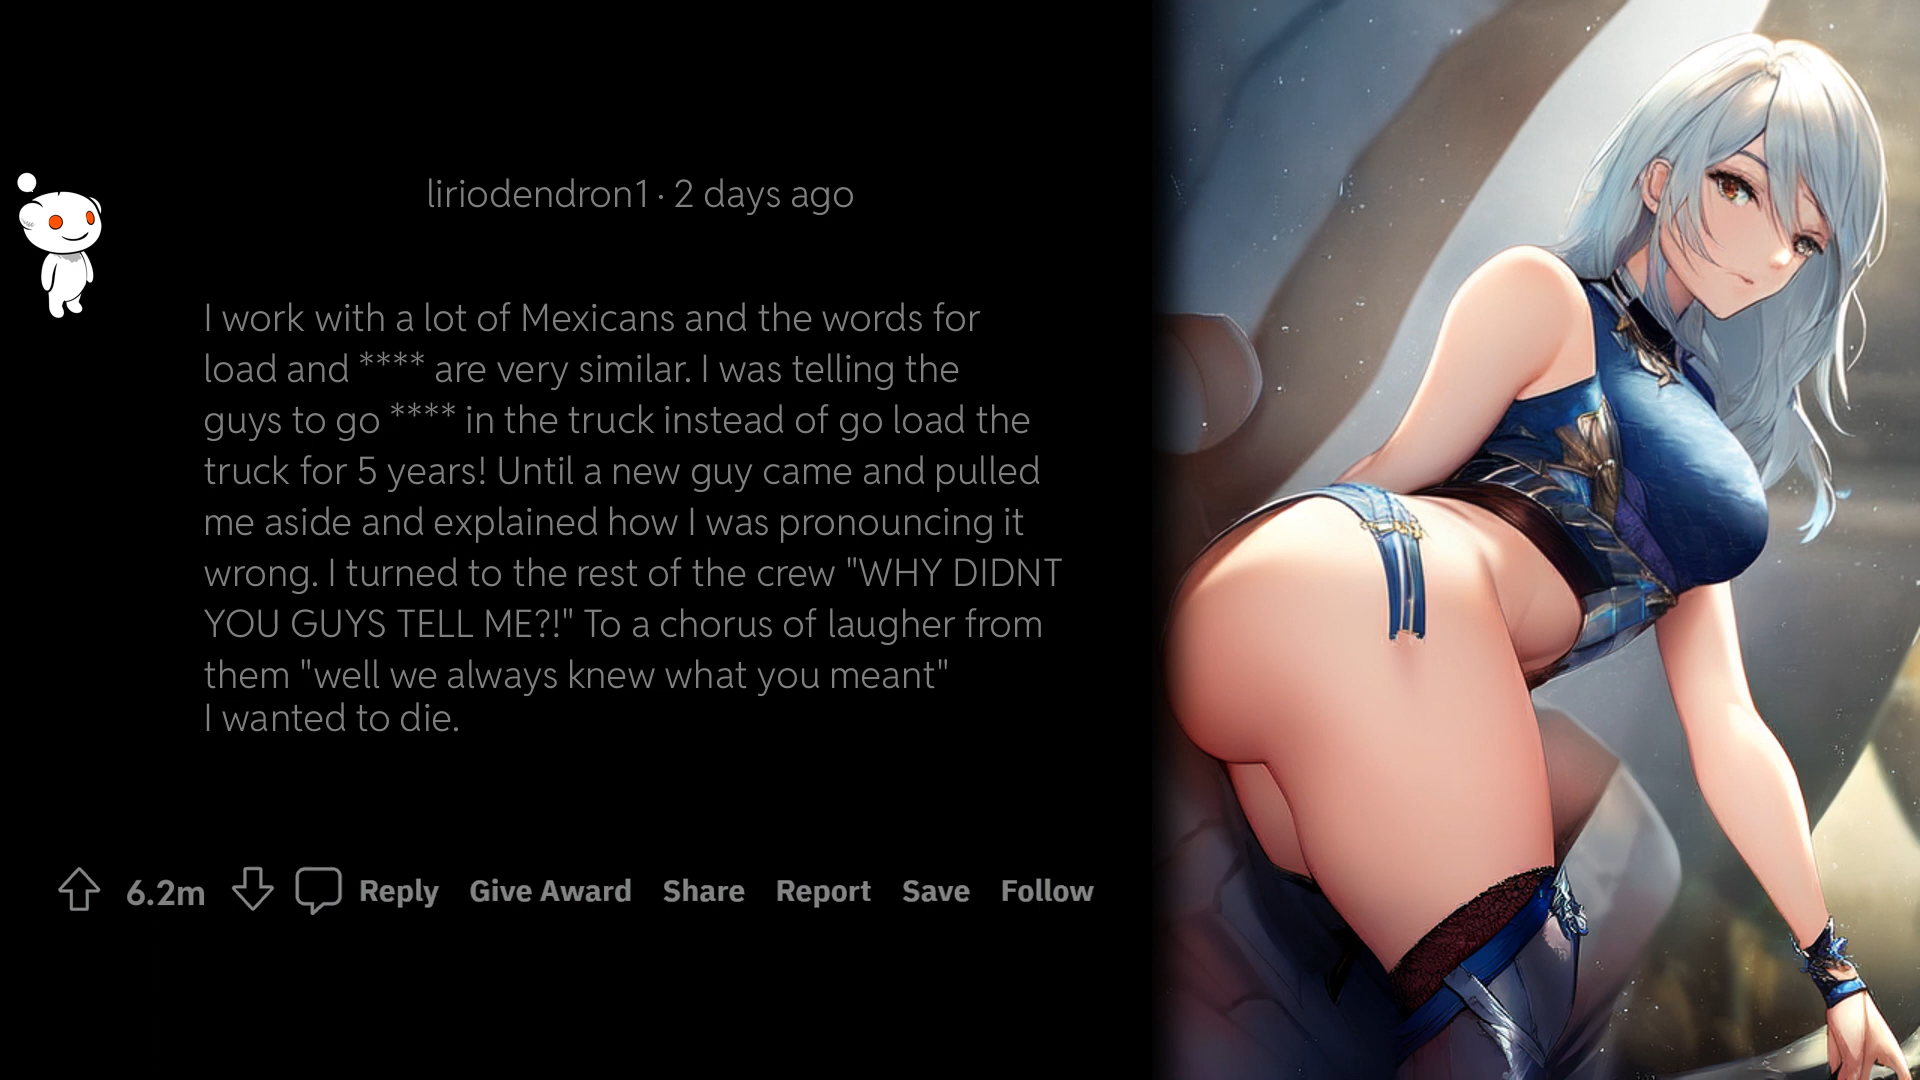 liriodendron1 · 2 days ago
I work with a lot of Mexicans and the words for
load and **** are very similar. I was telling the
guys to go **** in the truck instead of go load the
truck for 5 years! Until a new guy came and pulled
me aside and explained how I was pronouncing it
wrong. I turned to the rest of the crew "WHY DIDNT
YOU GUYS TELL ME?!" To a chorus of laugher from
them "well we always knew what you meant"
I wanted to die.
6.2m Reply Give Award Share Report Save Follow